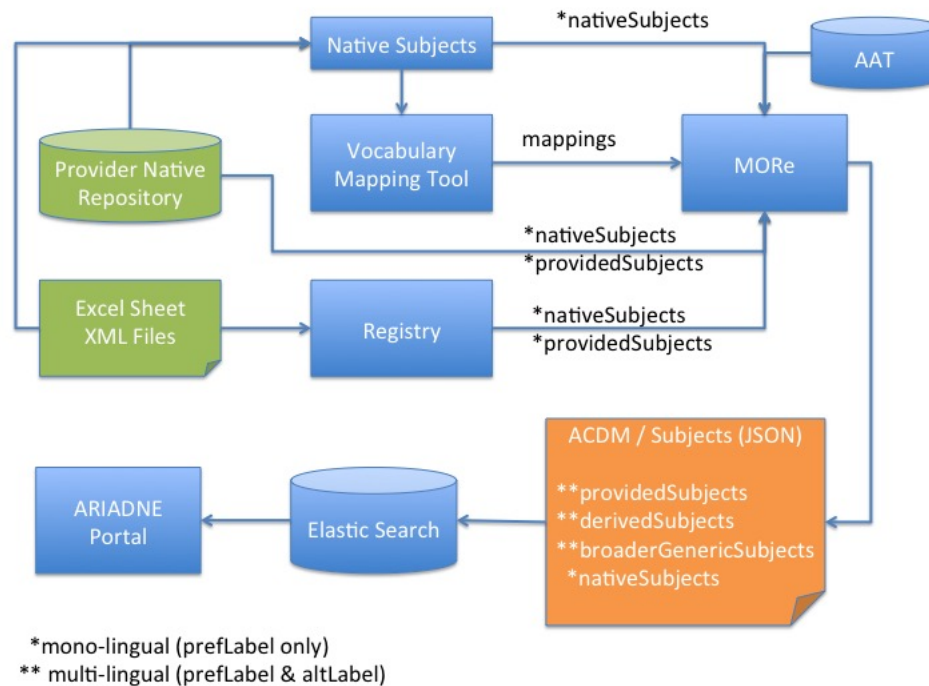 *nativeSubjects
Native Subjects
AAT
Provider Native
Repository
Vocabulary
Mapping Tool
mappings
MORe
*nativeSubjects
*providedSubjects
Excel Sheet
XML Files
Registry
*nativeSubjects
*providedSubjects
ACDM / Subjects (JSON)
**providedSubjects
**derivedSubjects
**broaderGenericSubjects
*nativeSubjects
ARIADNE
Portal
Elastic Search
*mono-lingual (prefLabel only)
** multi-lingual (prefLabel & altLabel)